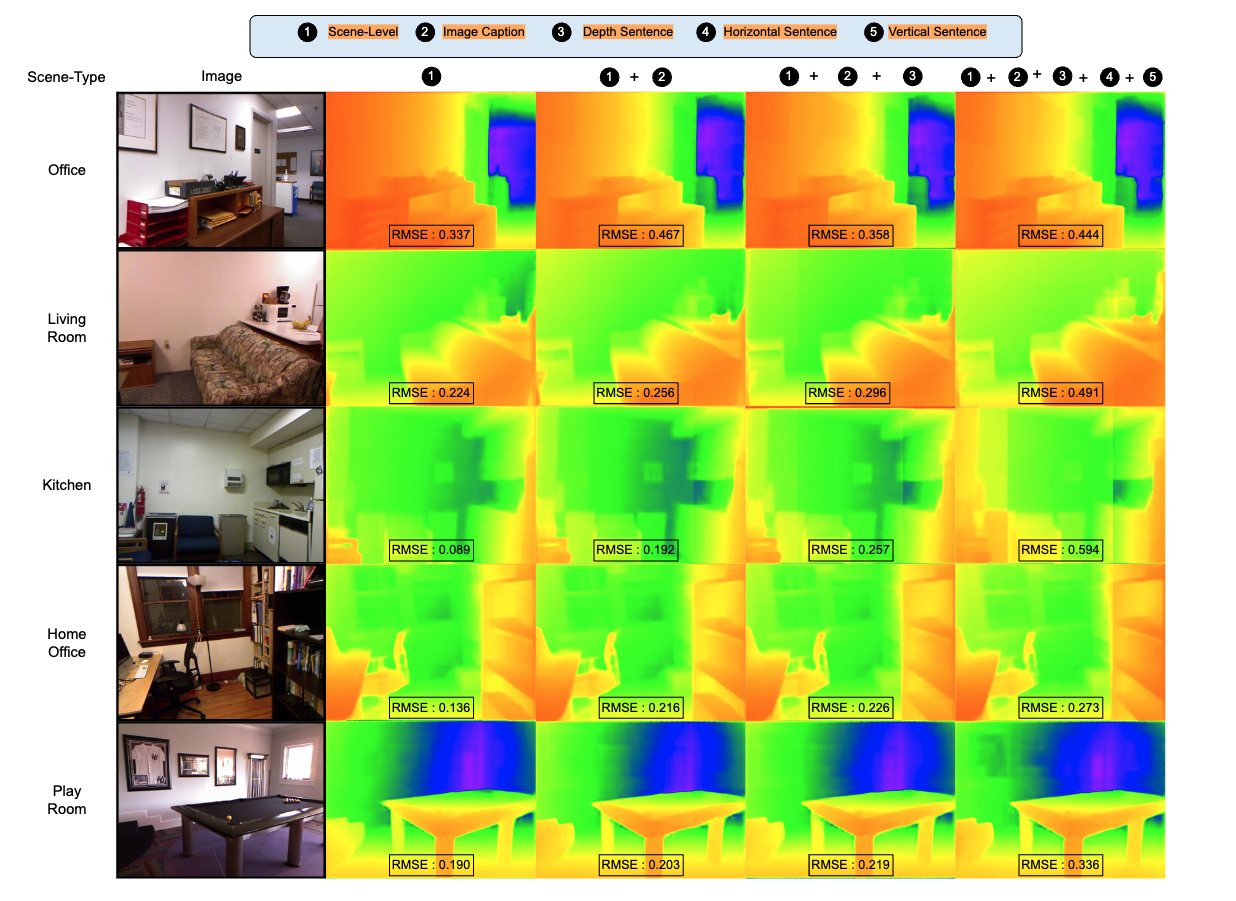 1 Scene-Level 2 Image Caption 3 Depth Sentence 4 Horizontal Sentence 5 Vertical Sentence
Scene-Type Image 1 1 + 2 1 + 2 + 3 1 + 2 + 3 + 4 + 5
Office
RMSE : 0.337 RMSE : 0.467 RMSE : 0.358 RMSE : 0.444
Living
Room
RMSE : 0.224 RMSE : 0.256 RMSE : 0.296 RMSE : 0.491
Kitchen
RMSE : 0.089 RMSE : 0.192 RMSE : 0.257 RMSE : 0.594
Home
Office
RMSE : 0.136 RMSE : 0.216 RMSE : 0.226 RMSE : 0.273
Play
Room
RMSE : 0.190 RMSE : 0.203 RMSE : 0.219 RMSE : 0.336